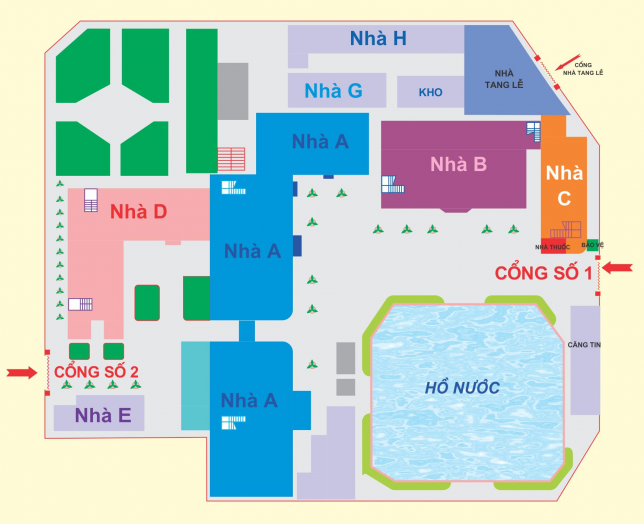 Nhà H
CỔNG
NHÀ TANG LỄ
NHÀ
TANG LỄ
Nhà G
KHO
Nhà A
Nhà B
Nhà
C
Nhà D
Nhà A
NHÀ THUỐC
BẢO VỆ
CỔNG SỐ 1
CĂNG TIN
CỔNG SỐ 2
HỒ NƯỚC
Nhà A
Nhà E